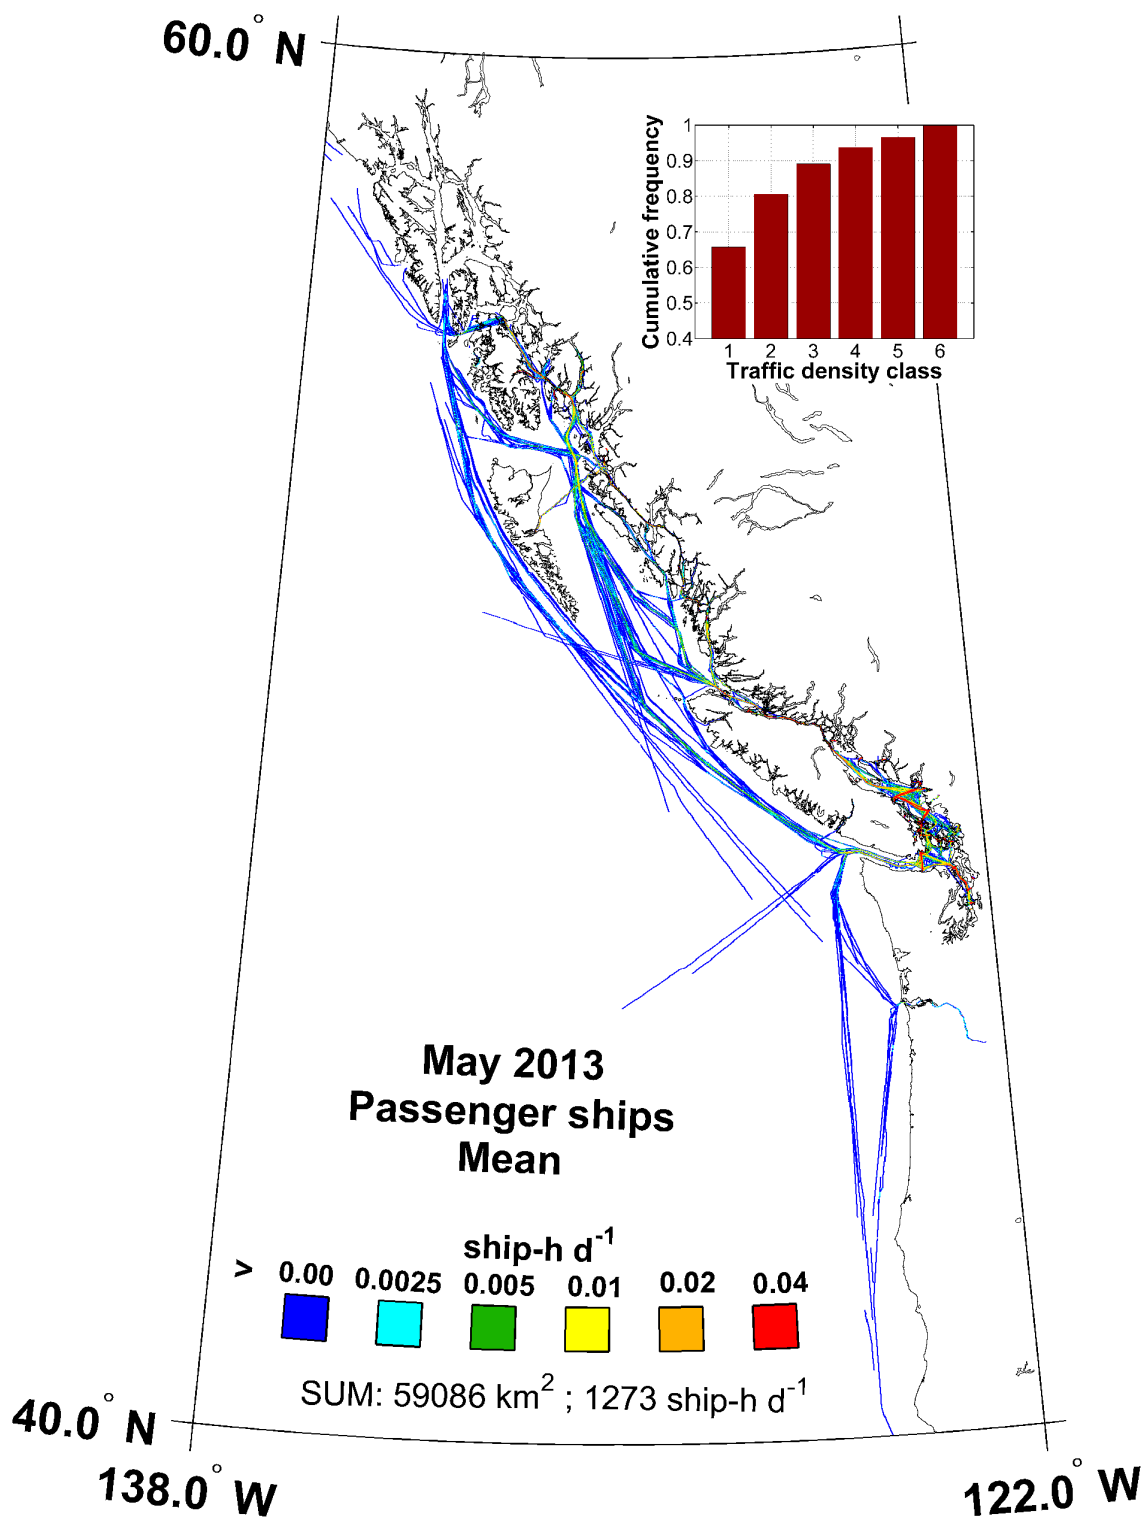 60.0° N
Cumulative frequency
1
0.9
0.8
0.7
0.6
0.5
0.4
1 2 3 4 5 6
Traffic density class
May 2013
Passenger ships
Mean
ship-h d⁻¹
> 0.00 0.0025 0.005 0.01 0.02 0.04
SUM: 59086 km² ; 1273 ship-h d⁻¹
40.0° N
138.0° W
122.0° W